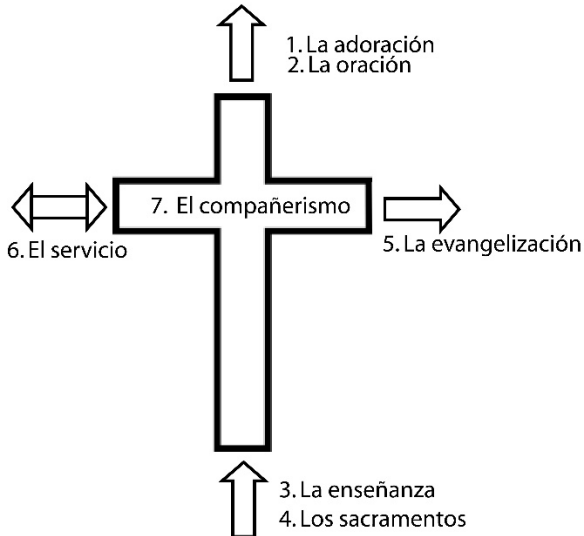 1. La adoración
2. La oración
7. El compañerismo
6. El servicio
5. La evangelización
3. La enseñanza
4. Los sacramentos